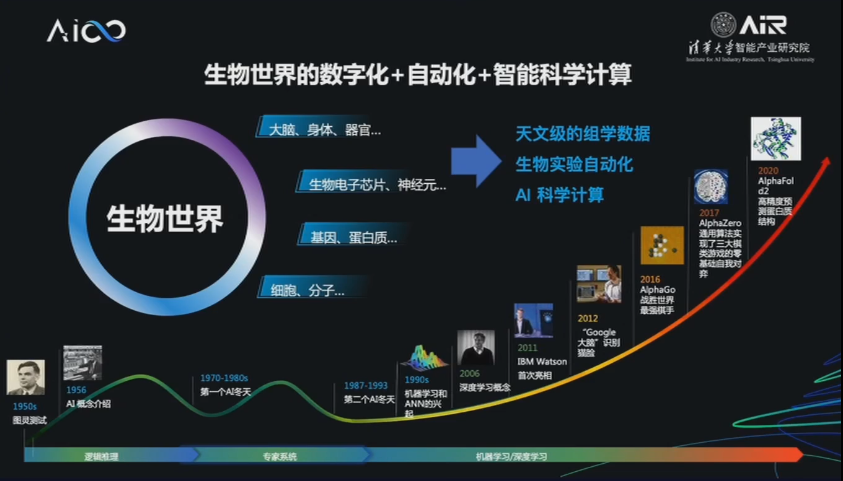 AiCO
AiR
清华大学智能产业研究院
Institute for AI Industry Research, Tsinghua University
生物世界的数字化+自动化+智能科学计算
生物世界
大脑、身体、器官...
生物电子芯片、神经元...
基因、蛋白质...
细胞、分子...
天文级的组学数据
生物实验自动化
AI 科学计算
1950s
图灵测试
1956
AI 概念介绍
1970-1980s
第一个AI冬天
1987-1993
第二个AI冬天
1990s
机器学习和
ANN的兴
起
2006
深度学习概念
2011
IBM Watson
首次亮相
2012
“Google
大脑”识别
猫脸
2016
AlphaGo
战胜世界
最强棋手
2017
AlphaZero
通用算法实
现了三大棋
类游戏的零
基础自我对
弈
2020
AlphaFol
d2
高精度预
测蛋白质
结构
逻辑推理
专家系统
机器学习/深度学习